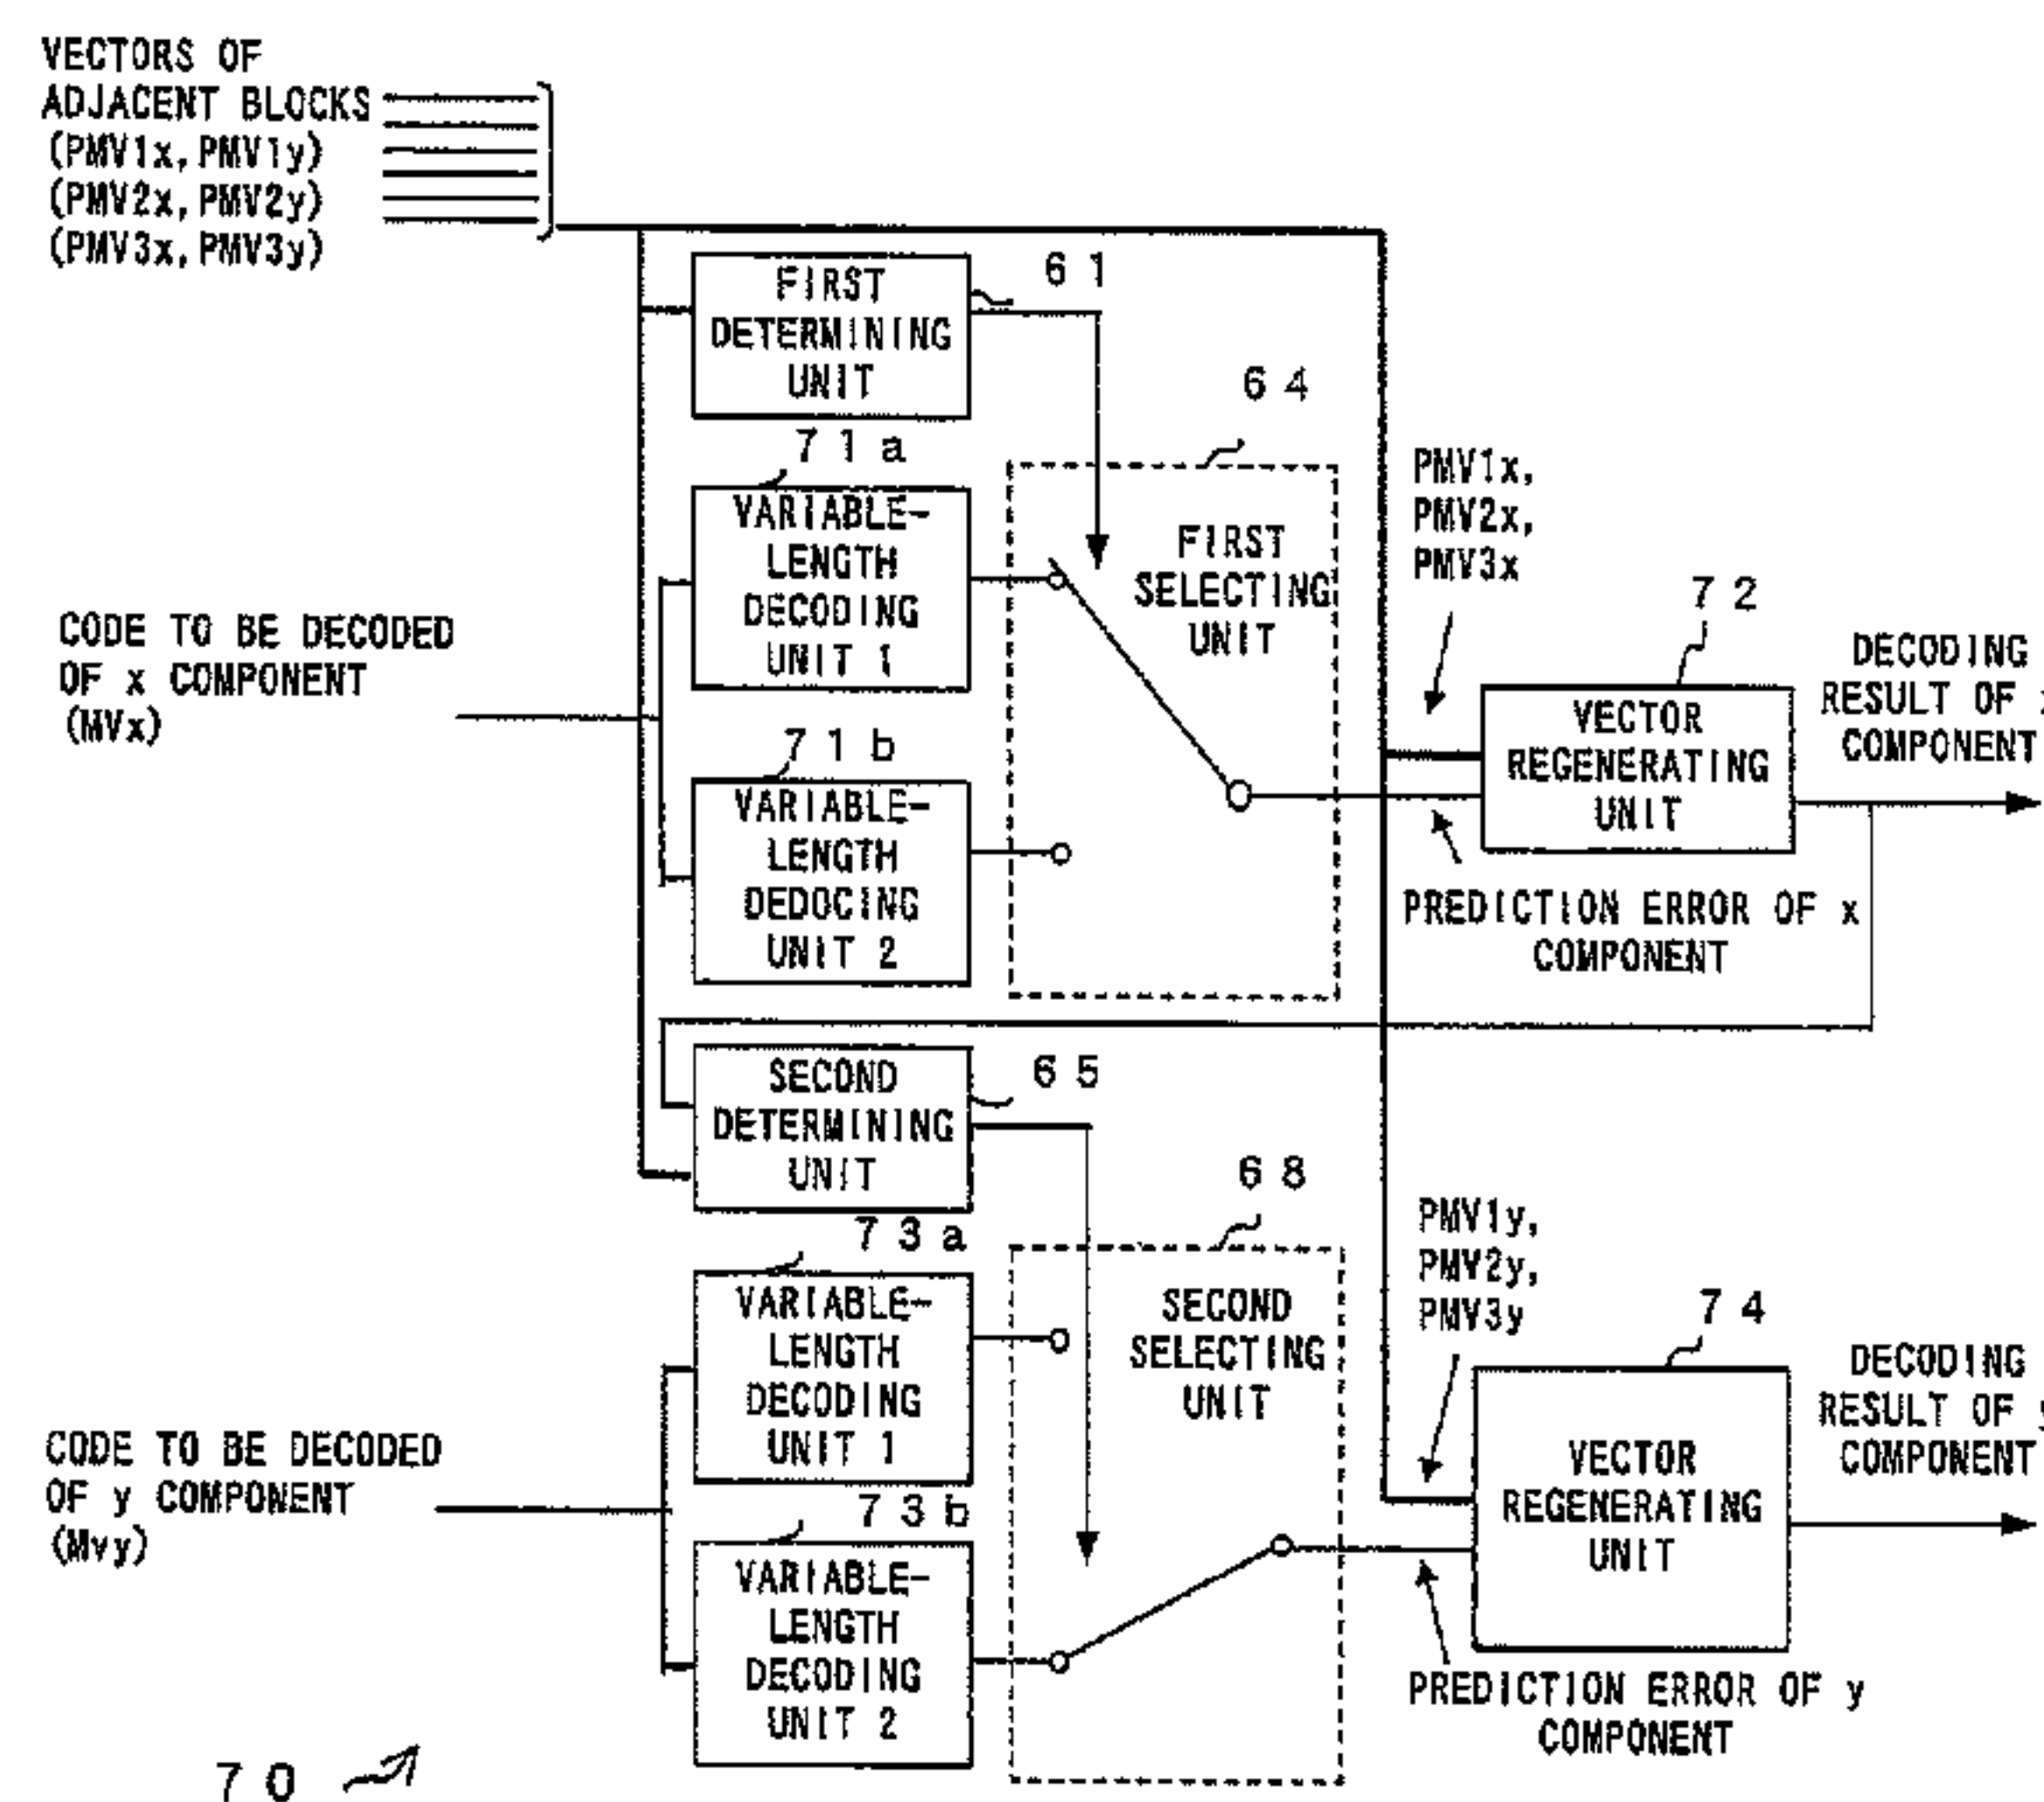 VECTORS OF
ADJACENT BLOCKS
(PMV1x, PMV1y)
(PMV2x, PMV2y)
(PMV3x, PMV3y)
FIRST
DETERMINING
UNIT
61
64
71a
VARIABLE-
LENGTH
DECODING
UNIT 1
FIRST
SELECTING
UNIT
PMV1x,
PMV2x,
PMV3x
72
CODE TO BE DECODED
OF x COMPONENT
(MVx)
71b
VARIABLE-
LENGTH
DEDOCING
UNIT 2
VECTOR
REGENERATING
UNIT
DECODING
RESULT OF x
COMPONENT
PREDICTION ERROR OF x
COMPONENT
SECOND
DETERMINING
UNIT
65
68
73a
VARIABLE-
LENGTH
DECODING
UNIT 1
SECOND
SELECTING
UNIT
PMV1y,
PMV2y,
PMV3y
74
CODE TO BE DECODED
OF y COMPONENT
(Mvy)
73b
VARIABLE-
LENGTH
DECODING
UNIT 2
VECTOR
REGENERATING
UNIT
DECODING
RESULT OF y
COMPONENT
PREDICTION ERROR OF y
COMPONENT
70